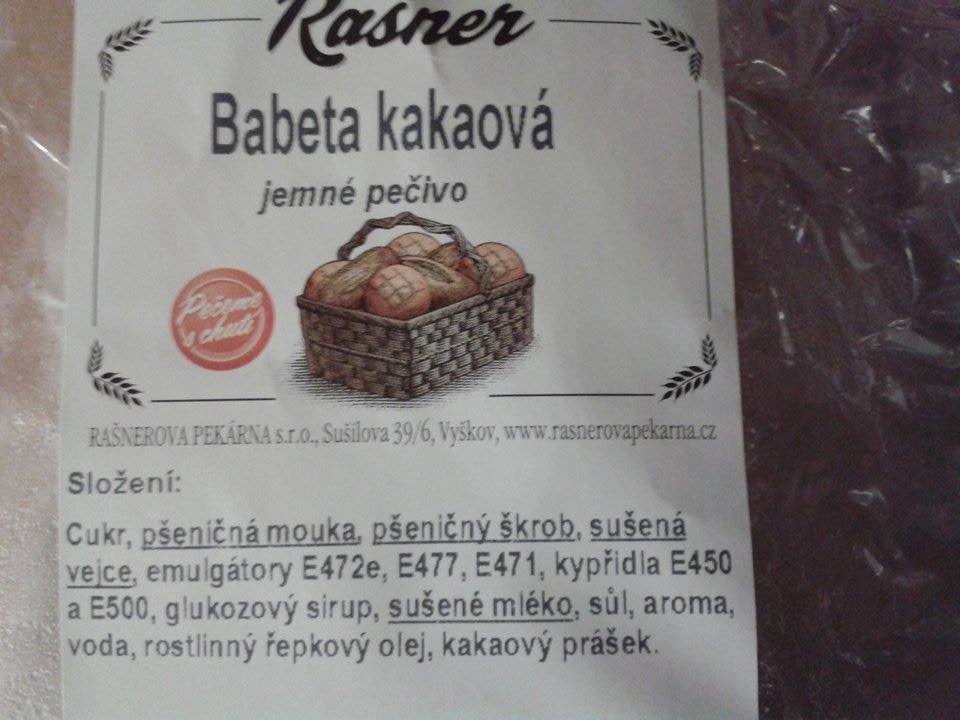 Rašner
Babeta kakaová
jemné pečivo
Pečeme
s chutí
RAŠNEROVA PEKÁRNA s.r.o., Sušilova 39/6, Vyškov, www.rasnerovapekarna.cz
Složení:
Cukr, pšeničná mouka, pšeničný škrob, sušená
vejce, emulgátory E472e, E477, E471, kypřidla E450
a E500, glukozový sirup, sušené mléko, sůl, aroma,
voda, rostlinný řepkový olej, kakaový prášek.